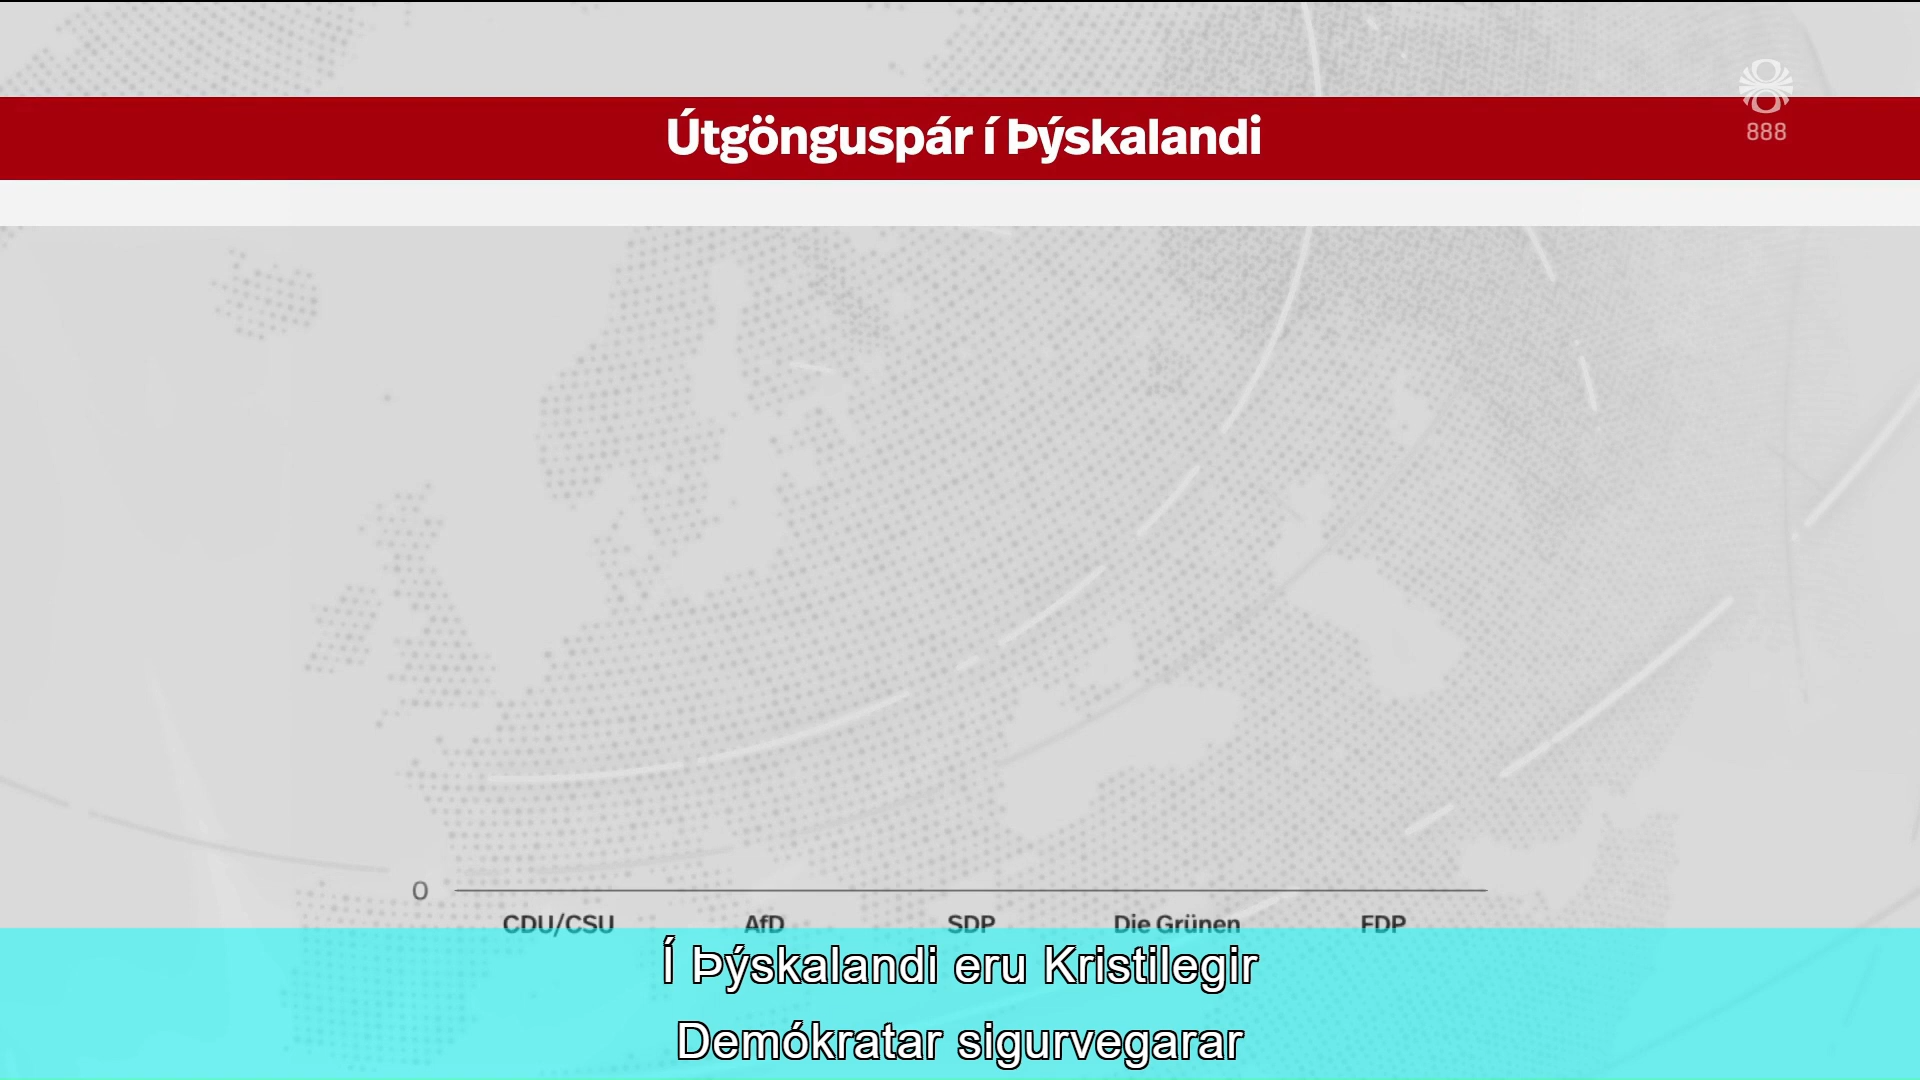 Útgönguspár í Þýskalandi
888
0
CDU/CSU AfD SDP Die Grünen FDP
Í Þýskalandi eru Kristilegir
Demókratar sigurvegarar